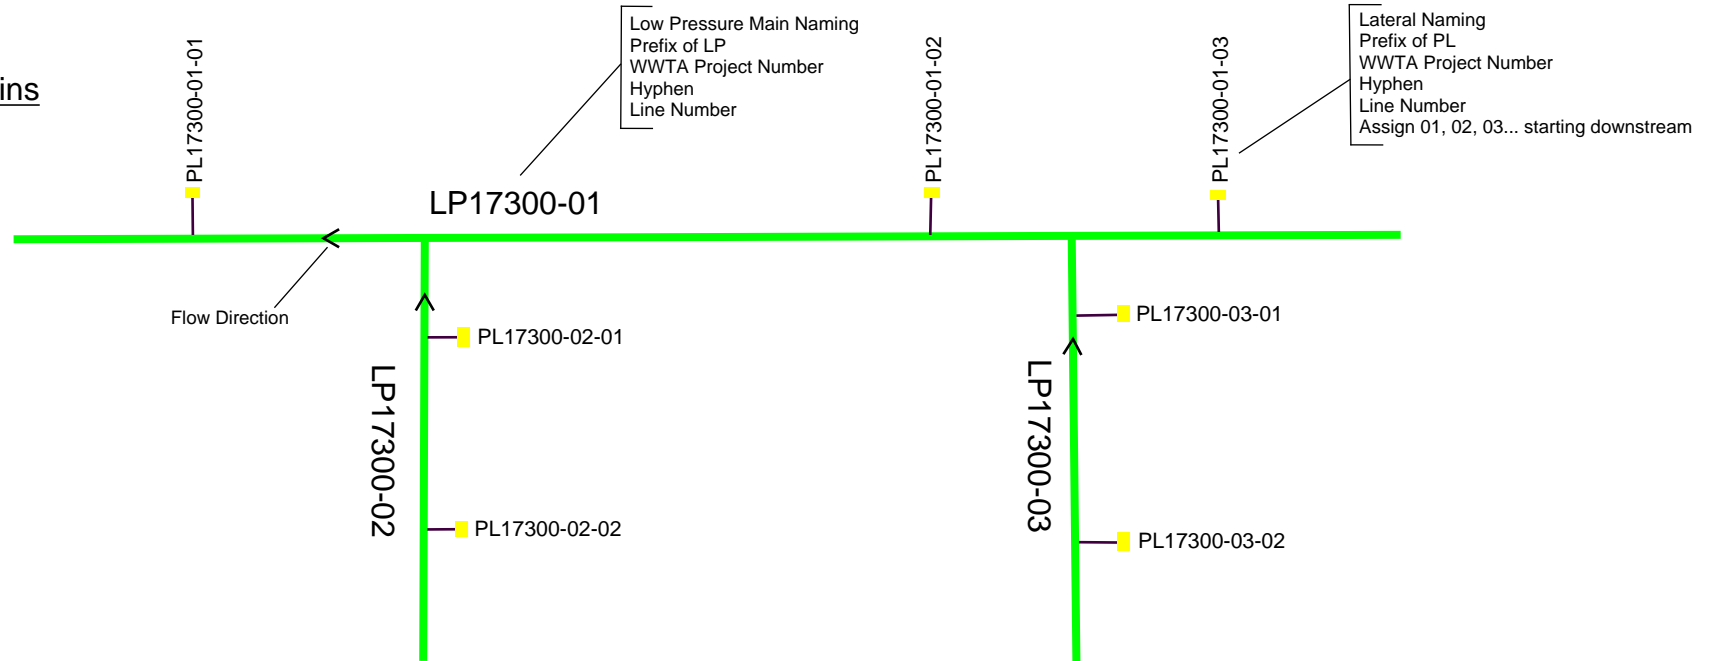 ins
PL17300-01-01
Low Pressure Main Naming
Prefix of LP
WWTA Project Number
Hyphen
Line Number
PL17300-01-02
PL17300-01-03
Lateral Naming
Prefix of PL
WWTA Project Number
Hyphen
Line Number
Assign 01, 02, 03... starting downstream
LP17300-01
Flow Direction
PL17300-02-01
PL17300-03-01
LP17300-02
LP17300-03
PL17300-02-02
PL17300-03-02